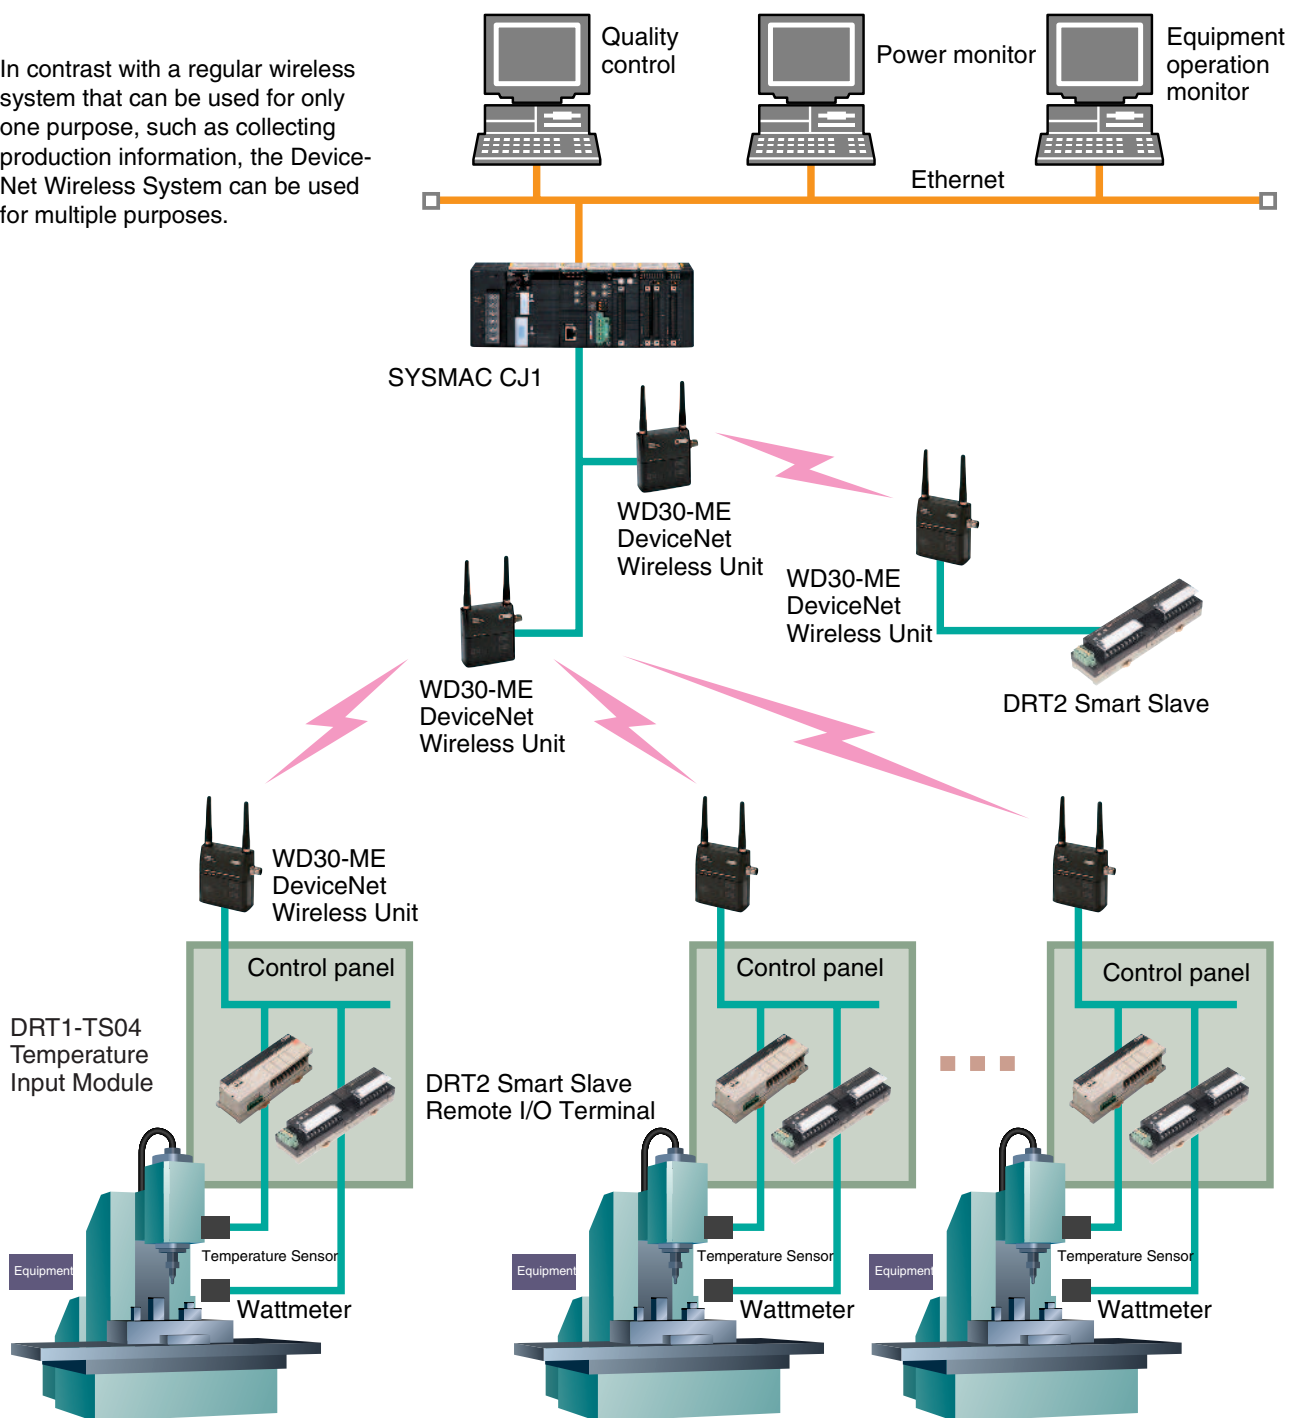 In contrast with a regular wireless
system that can be used for only
one purpose, such as collecting
production information, the Device-
Net Wireless System can be used
for multiple purposes.
Quality
control
Power monitor
Equipment
operation
monitor
Ethernet
SYSMAC CJ1
WD30-ME
DeviceNet
Wireless Unit
WD30-ME
DeviceNet
Wireless Unit
DRT2 Smart Slave
WD30-ME
DeviceNet
Wireless Unit
WD30-ME
DeviceNet
Wireless Unit
Control panel
Control panel
Control panel
DRT1-TS04
Temperature
Input Module
DRT2 Smart Slave
Remote I/O Terminal
Temperature Sensor
Temperature Sensor
Temperature Sensor
Equipment
Equipment
Equipment
Wattmeter
Wattmeter
Wattmeter